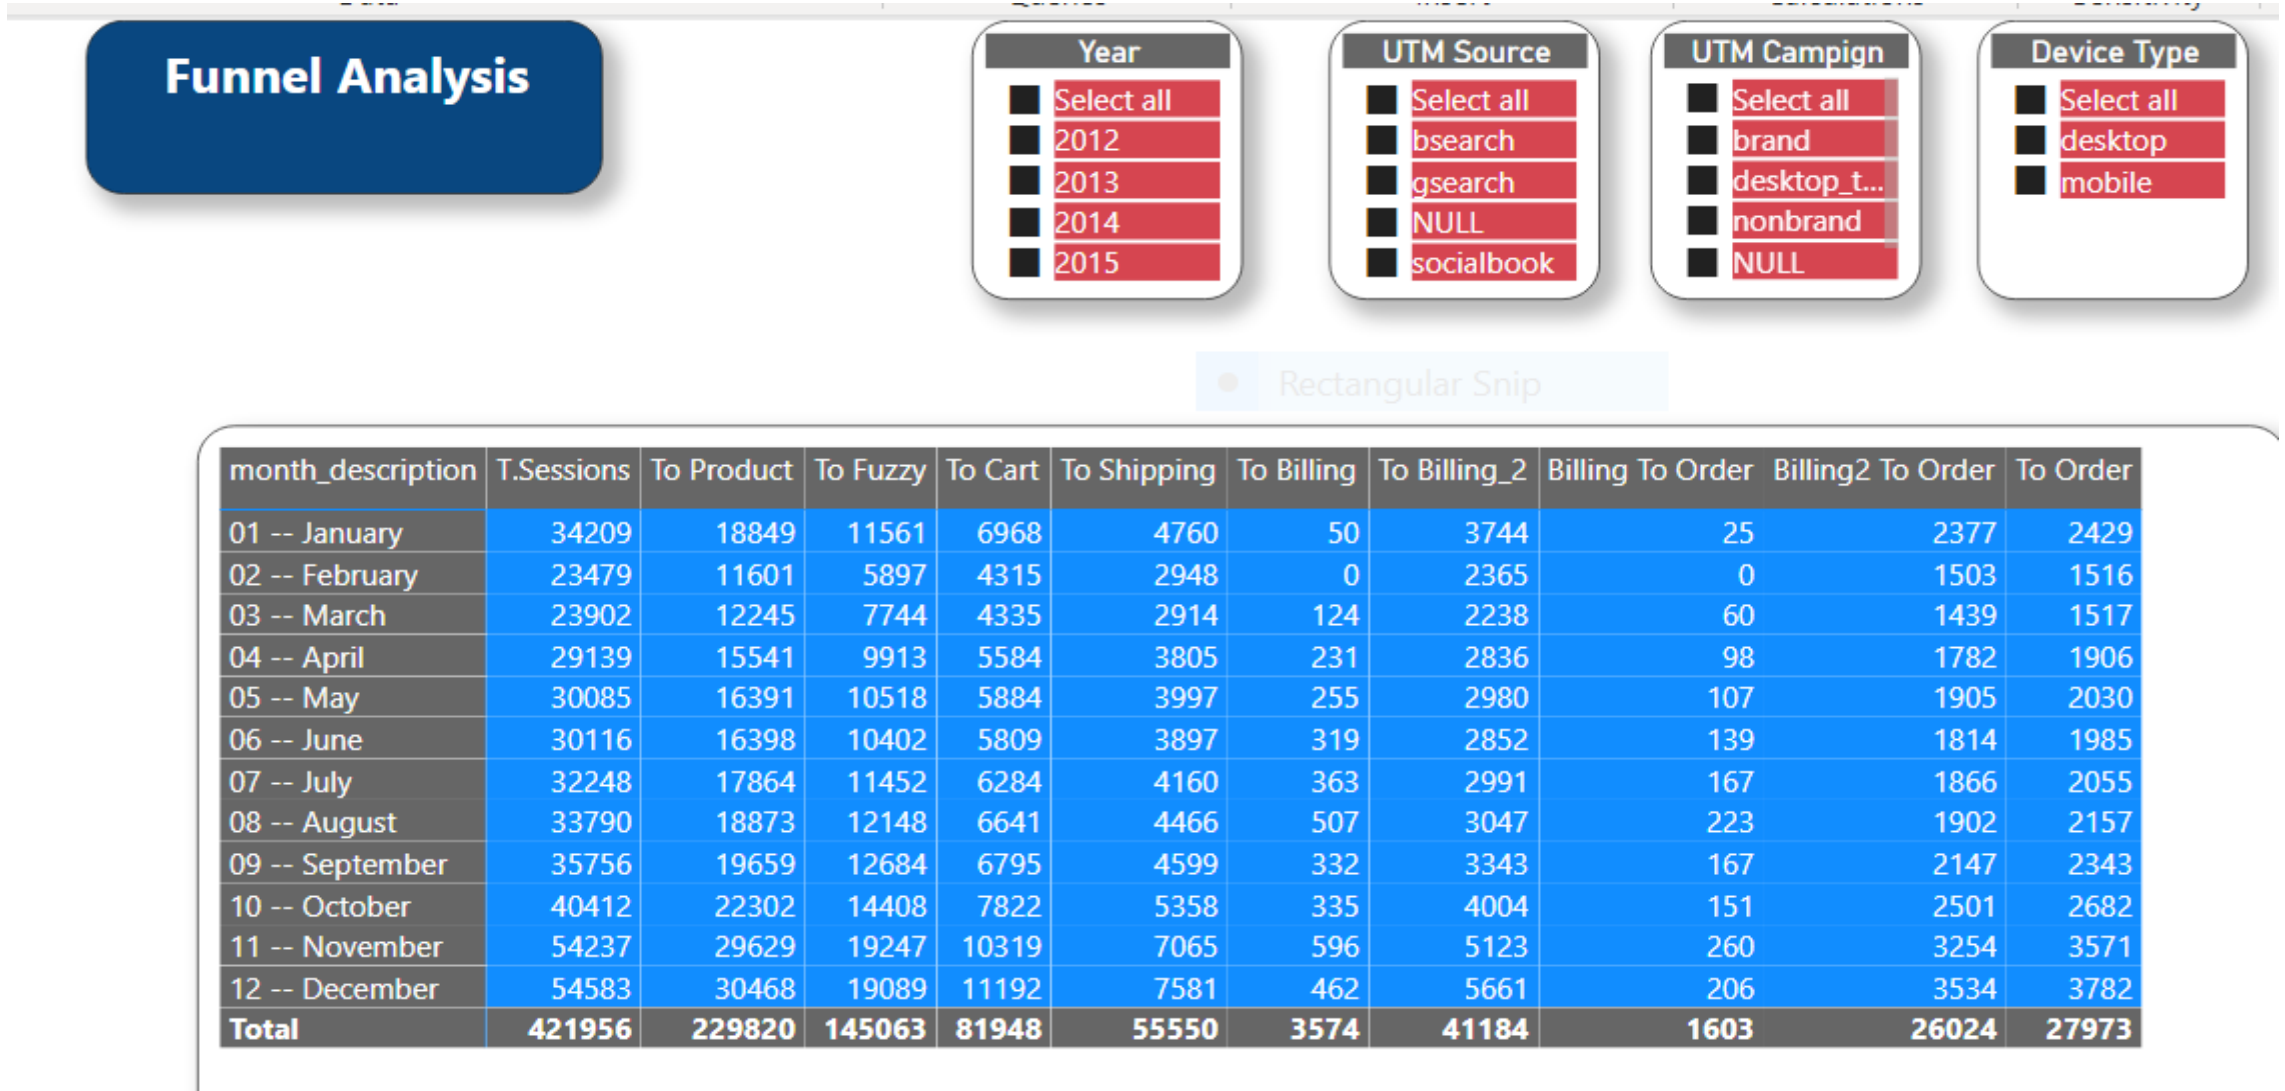 Funnel Analysis
Year
Select all
2012
2013
2014
2015
UTM Source
Select all
bsearch
gsearch
NULL
socialbook
UTM Campign
Select all
brand
desktop_t...
nonbrand
NULL
Device Type
Select all
desktop
mobile
Rectangular Snip
month_description T.Sessions To Product To Fuzzy To Cart To Shipping To Billing To Billing_2 Billing To Order Billing2 To Order To Order
01 -- January 34209 18849 11561 6968 4760 50 3744 25 2377 2429
02 -- February 23479 11601 5897 4315 2948 0 2365 0 1503 1516
03 -- March 23902 12245 7744 4335 2914 124 2238 60 1439 1517
04 -- April 29139 15541 9913 5584 3805 231 2836 98 1782 1906
05 -- May 30085 16391 10518 5884 3997 255 2980 107 1905 2030
06 -- June 30116 16398 10402 5809 3897 319 2852 139 1814 1985
07 -- July 32248 17864 11452 6284 4160 363 2991 167 1866 2055
08 -- August 33790 18873 12148 6641 4466 507 3047 223 1902 2157
09 -- September 35756 19659 12684 6795 4599 332 3343 167 2147 2343
10 -- October 40412 22302 14408 7822 5358 335 4004 151 2501 2682
11 -- November 54237 29629 19247 10319 7065 596 5123 260 3254 3571
12 -- December 54583 30468 19089 11192 7581 462 5661 206 3534 3782
Total 421956 229820 145063 81948 55550 3574 41184 1603 26024 27973